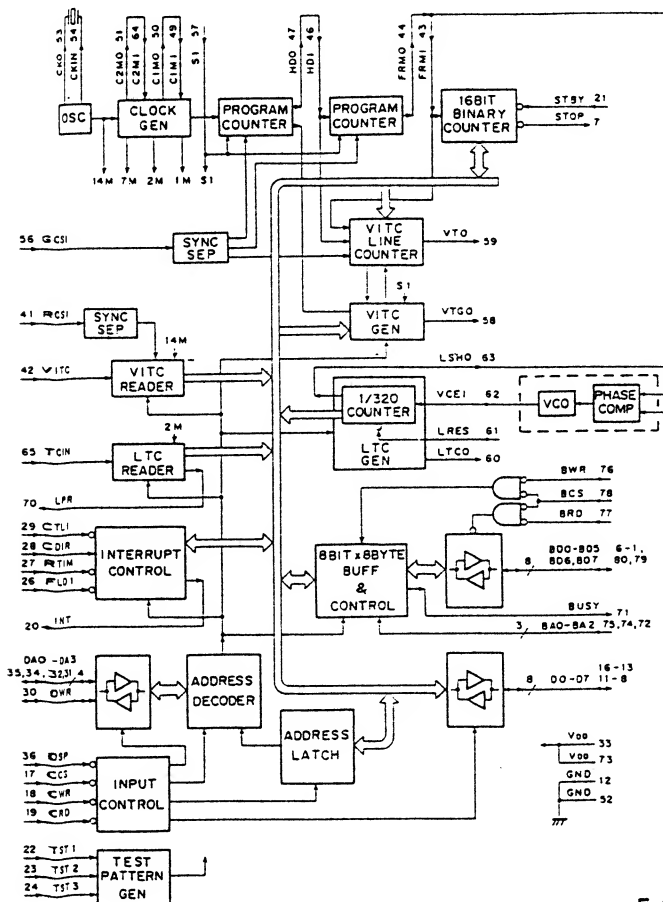 CKO 53
CKIN 54
C2MO 51
C2MI 64
C1MO 50
C1MI 49
S1 57
HDO 47
HDI 46
FRMO 44
FRMI 43
OSC
CLOCK GEN
PROGRAM COUNTER
PROGRAM COUNTER
16BIT BINARY COUNTER
STBY 21
STOP 7
14M 7M 2M 1M S1
56 GCSI
SYNC SEP
VITC LINE COUNTER
VTO 59
S1
41 RCSI
SYNC SEP
VITC GEN
VTGO 58
14M
42 VITC
VITC READER
LSHO 63
1/320 COUNTER
VCEI 62
VCO
PHASE COMP
2M
65 TCIN
LTC READER
LTC GEN
LRES 61
LTCO 60
70 LPR
BWR 76
BCS 78
BRD 77
29 CTLI
28 CDIR
27 RTIM
26 FLDI
INTERRUPT CONTROL
8BIT x 8BYTE BUFF & CONTROL
8 BD0-BD5 6-1,
BD6,BD7 80,79
BUSY 71
20 INT
3 BA0-BA2 75,74,72
DA0-DA3
35,34,32,31 4
30 DWR
ADDRESS DECODER
8 D0-D7 16-13
11-8
ADDRESS LATCH
36 DSP
17 CCS
18 CWR
19 CRD
INPUT CONTROL
VDD 33
VDD 73
GND 12
GND 52
22 TST1
23 TST2
24 TST3
TEST PATTERN GEN